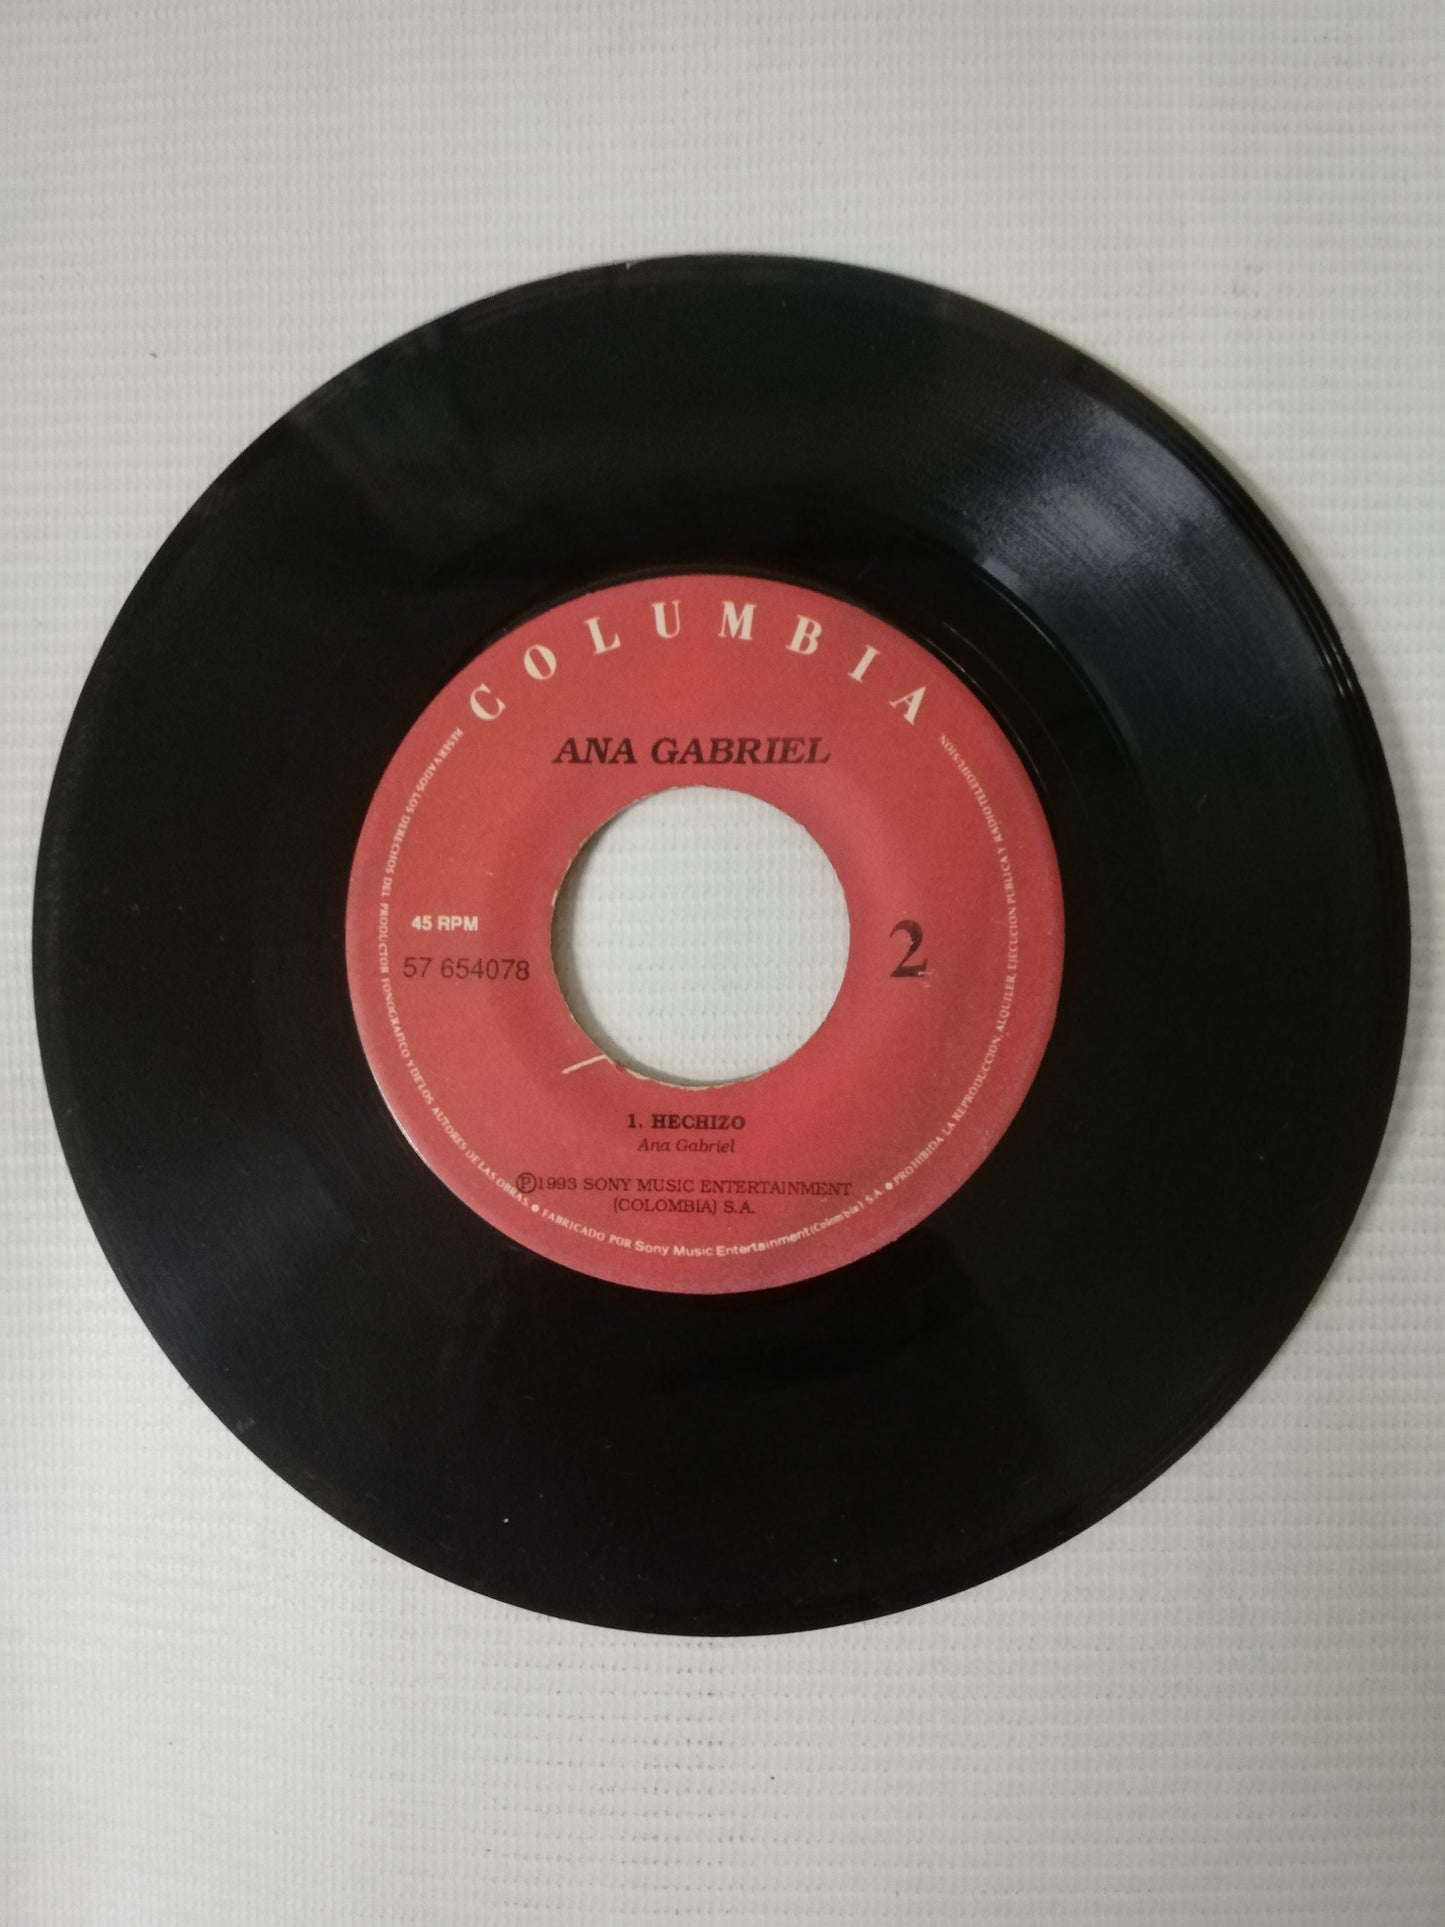 COLUMBIA
ANA GABRIEL
45 RPM
57 654078
2
1. HECHIZO
Ana Gabriel
Ⓟ1993 SONY MUSIC ENTERTAINMENT
(COLOMBIA) S.A.
RESERVADOS LOS DERECHOS DEL PRODUCTOR FONOGRAFICO Y DE LOS AUTORES DE LAS OBRAS. ● FABRICADO POR Sony Music Entertainment (Colombia) S.A. ● PROHIBIDA LA REPRODUCCION, ALQUILER, EJECUCION PUBLICA Y RADIOTELEDIFUSION.